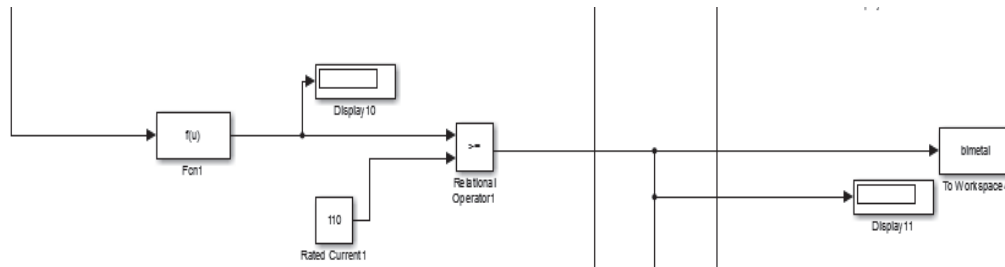 Display10
f(u)
Fcn1
>=
Relational
Operator1
110
Rated Current1
bimetal
To Workspace
Display11